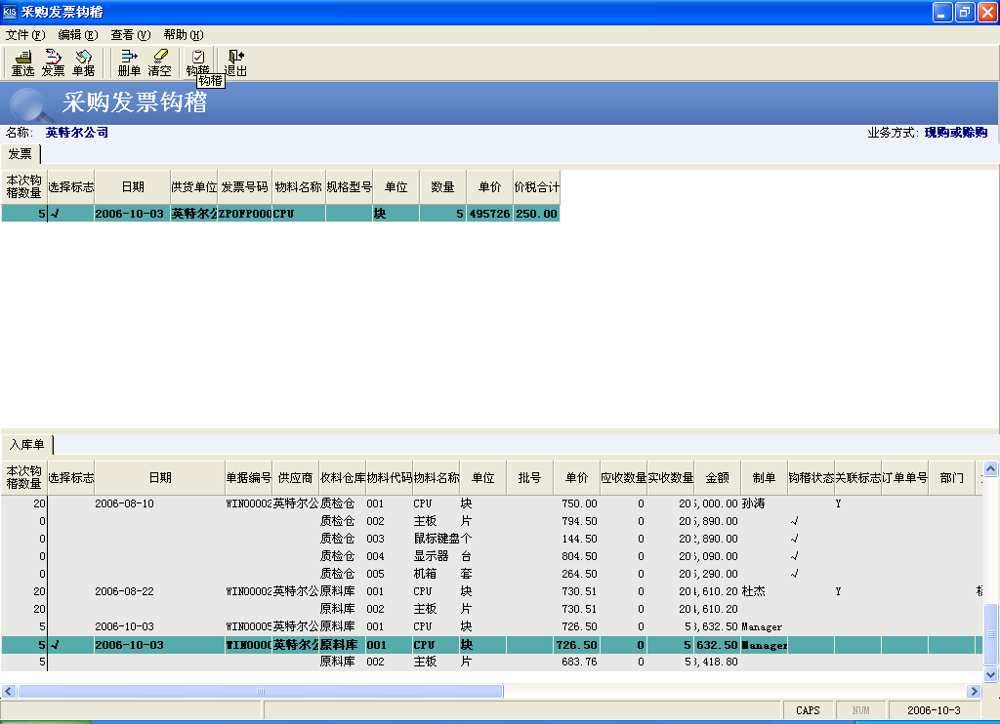 KIS 采购发票钩稽
文件(F) 编辑(E) 查看(V) 帮助(H)
重选 发票 单据 删单 清空 钩稽 退出
钩稽
采购发票钩稽
名称: 英特尔公司 业务方式: 现购或赊购
发票
本次钩稽数量 选择标志 日期 供货单位 发票号码 物料名称 规格型号 单位 数量 单价 价税合计
5 √ 2006-10-03 英特尔公 ZPOFP000 CPU 块 5 495726 250.00
入库单
本次钩稽数量 选择标志 日期 单据编号 供应商 收料仓库 物料代码 物料名称 单位 批号 单价 应收数量 实收数量 金额 制单 钩稽状态 关联标志 订单单号 部门
20 2006-08-10 WIN00002 英特尔公 质检仓 001 CPU 块 750.00 0 20 ,000.00 孙涛 Y
0 质检仓 002 主板 片 794.50 0 20 ,890.00 √
0 质检仓 003 鼠标键盘 个 144.50 0 20 ,890.00 √
0 质检仓 004 显示器 台 804.50 0 20 ,090.00 √
0 质检仓 005 机箱 套 264.50 0 20 ,290.00 √
20 2006-08-22 WIN00002 英特尔公 原料库 001 CPU 块 730.51 0 20 ,610.20 杜杰 Y
20 原料库 002 主板 片 730.51 0 20 ,610.20
5 2006-10-03 WIN00005 英特尔公 原料库 001 CPU 块 726.50 0 5 ,632.50 Manager
5 √ 2006-10-03 WIN0000 英特尔公 原料库 001 CPU 块 726.50 0 5 632.50 Manager
5 原料库 002 主板 片 683.76 0 5 ,418.80
CAPS NUM 2006-10-3